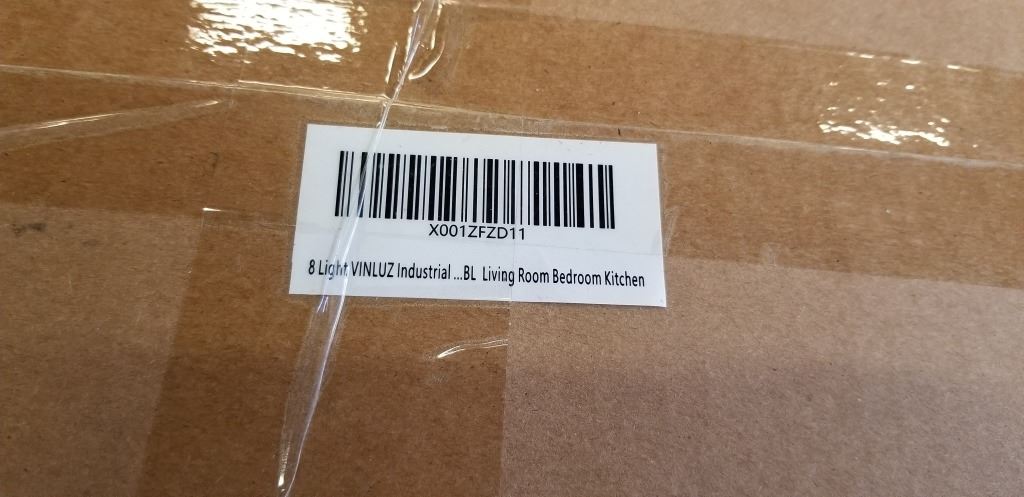 X001ZFZD11
8 Light VINLUZ Industrial ...BL Living Room Bedroom Kitchen